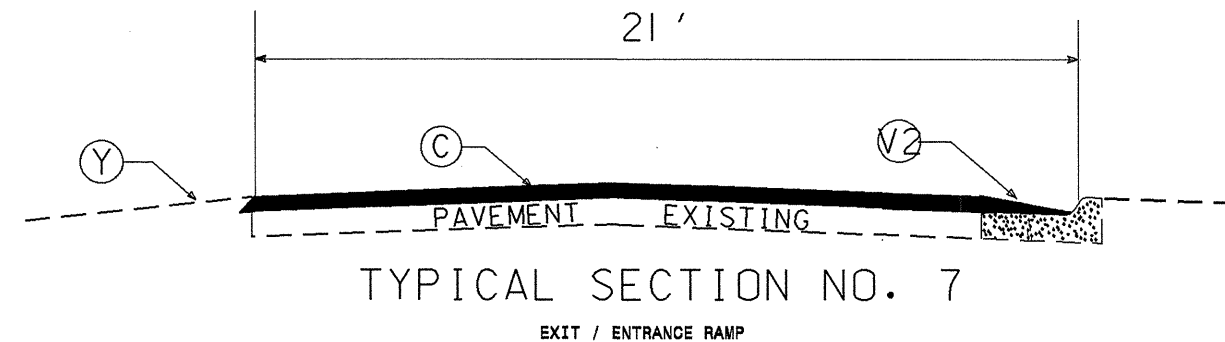 21'
Y
C
V2
PAVEMENT EXISTING
TYPICAL SECTION NO. 7
EXIT / ENTRANCE RAMP